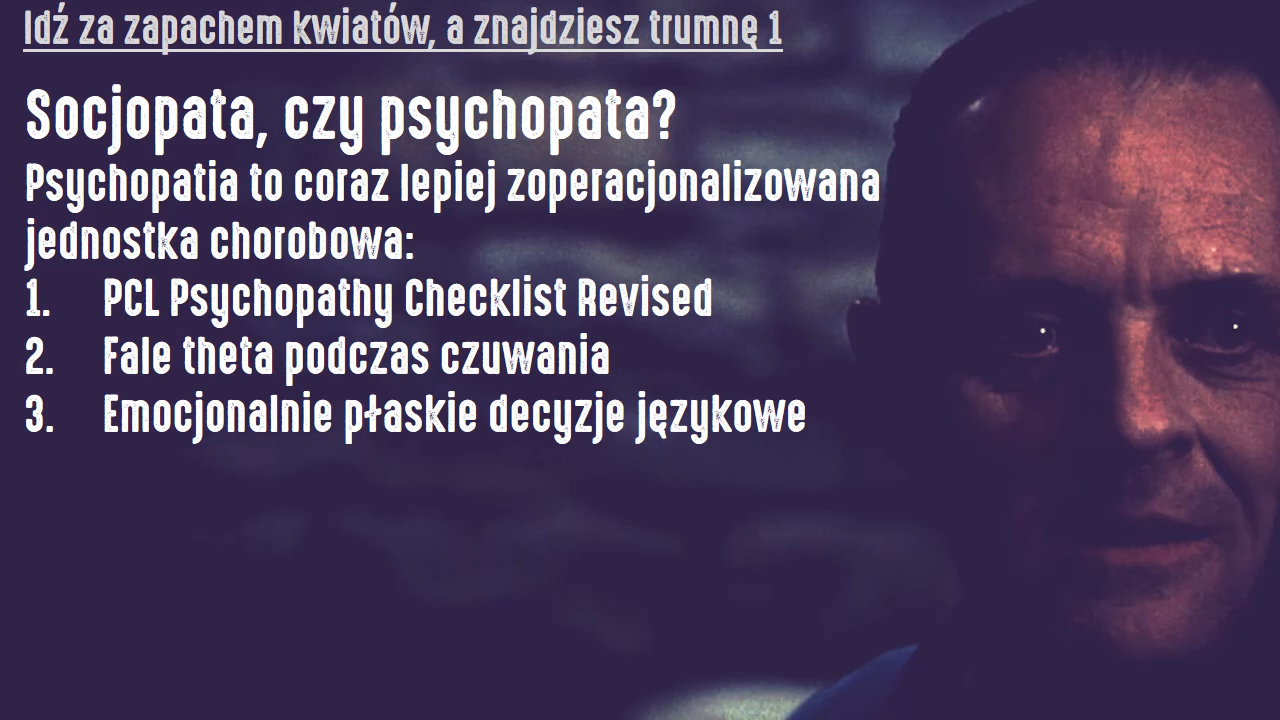 Idź za zapachem kwiatów, a znajdziesz trumnę 1
Socjopata, czy psychopata?
Psychopatia to coraz lepiej zoperacjonalizowana
jednostka chorobowa:
1. PCL Psychopathy Checklist Revised
2. Fale theta podczas czuwania
3. Emocjonalnie płaskie decyzje językowe